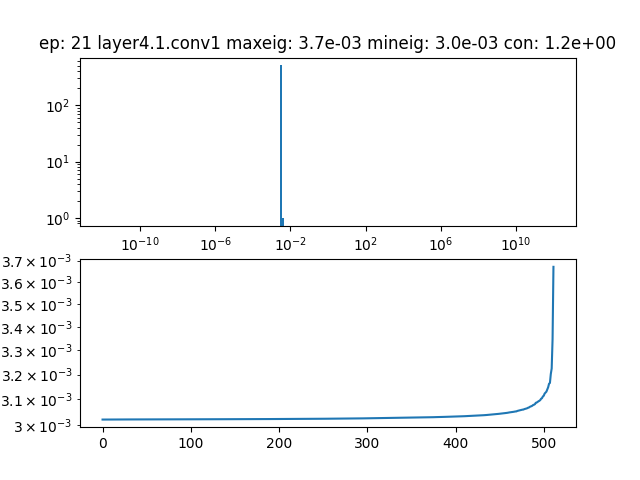 ep: 21 layer4.1.conv1 maxeig: 3.7e-03 mineig: 3.0e-03 con: 1.2e+00
10²
10¹
10⁰
10⁻¹⁰ 10⁻⁶ 10⁻² 10² 10⁶ 10¹⁰
3.7 × 10⁻³
3.6 × 10⁻³
3.5 × 10⁻³
3.4 × 10⁻³
3.3 × 10⁻³
3.2 × 10⁻³
3.1 × 10⁻³
3 × 10⁻³
0 100 200 300 400 500